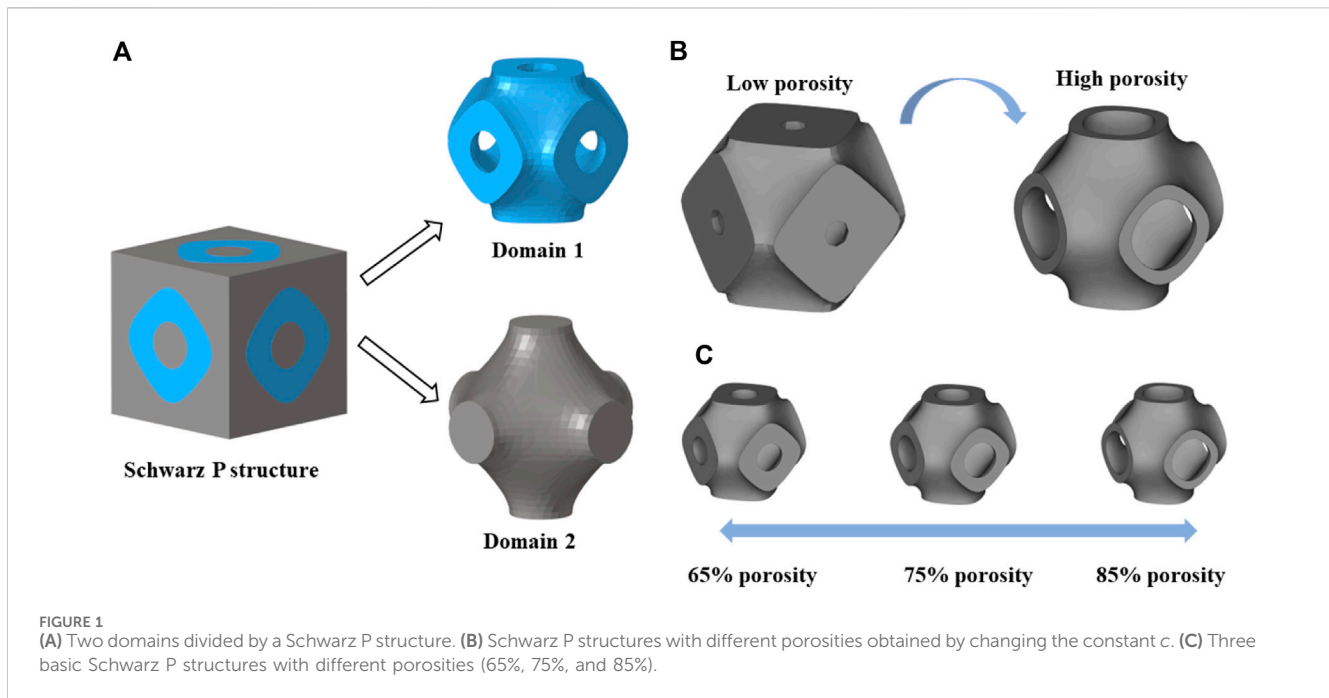 A
Domain 1
Schwarz P structure
Domain 2
B
Low porosity
High porosity
C
65% porosity
75% porosity
85% porosity
FIGURE 1
(A) Two domains divided by a Schwarz P structure. (B) Schwarz P structures with different porosities obtained by changing the constant c. (C) Three
basic Schwarz P structures with different porosities (65%, 75%, and 85%).